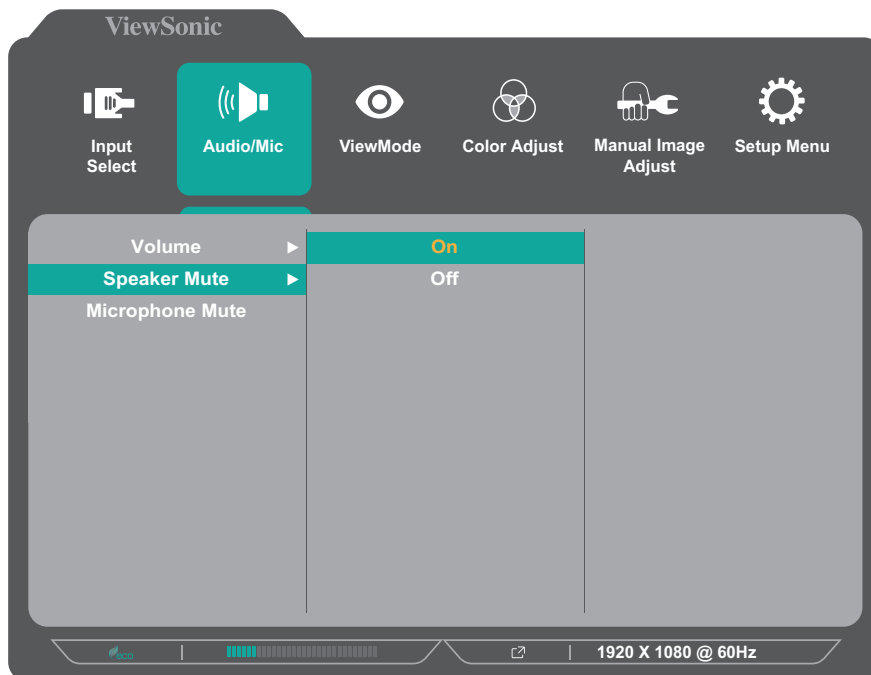 ViewSonic
Input
Select
Audio/Mic
ViewMode
Color Adjust
Manual Image
Adjust
Setup Menu
Volume
On
Speaker Mute
Off
Microphone Mute
eco
1920 X 1080 @ 60Hz